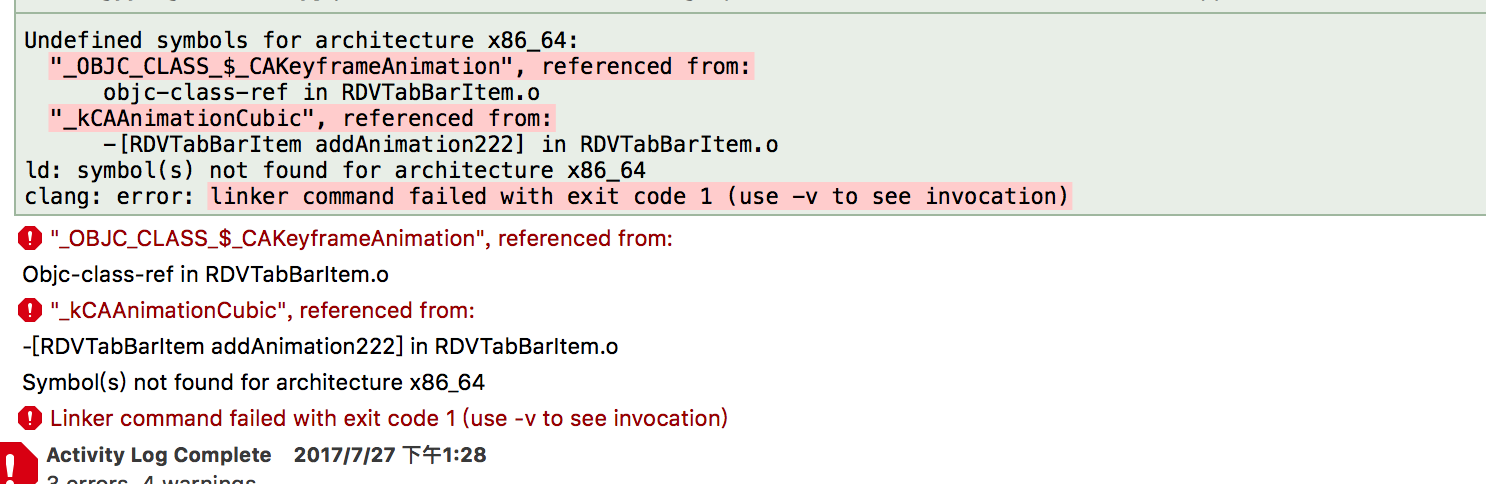 Undefined symbols for architecture x86_64:
"_OBJC_CLASS_$_CAKeyframeAnimation", referenced from:
objc-class-ref in RDVTabBarItem.o
"_kCAAnimationCubic", referenced from:
-[RDVTabBarItem addAnimation222] in RDVTabBarItem.o
ld: symbol(s) not found for architecture x86_64
clang: error: linker command failed with exit code 1 (use -v to see invocation)
"_OBJC_CLASS_$_CAKeyframeAnimation", referenced from:
Objc-class-ref in RDVTabBarItem.o
"_kCAAnimationCubic", referenced from:
-[RDVTabBarItem addAnimation222] in RDVTabBarItem.o
Symbol(s) not found for architecture x86_64
Linker command failed with exit code 1 (use -v to see invocation)
Activity Log Complete 2017/7/27 下午1:28
3 errors, 4 warnings